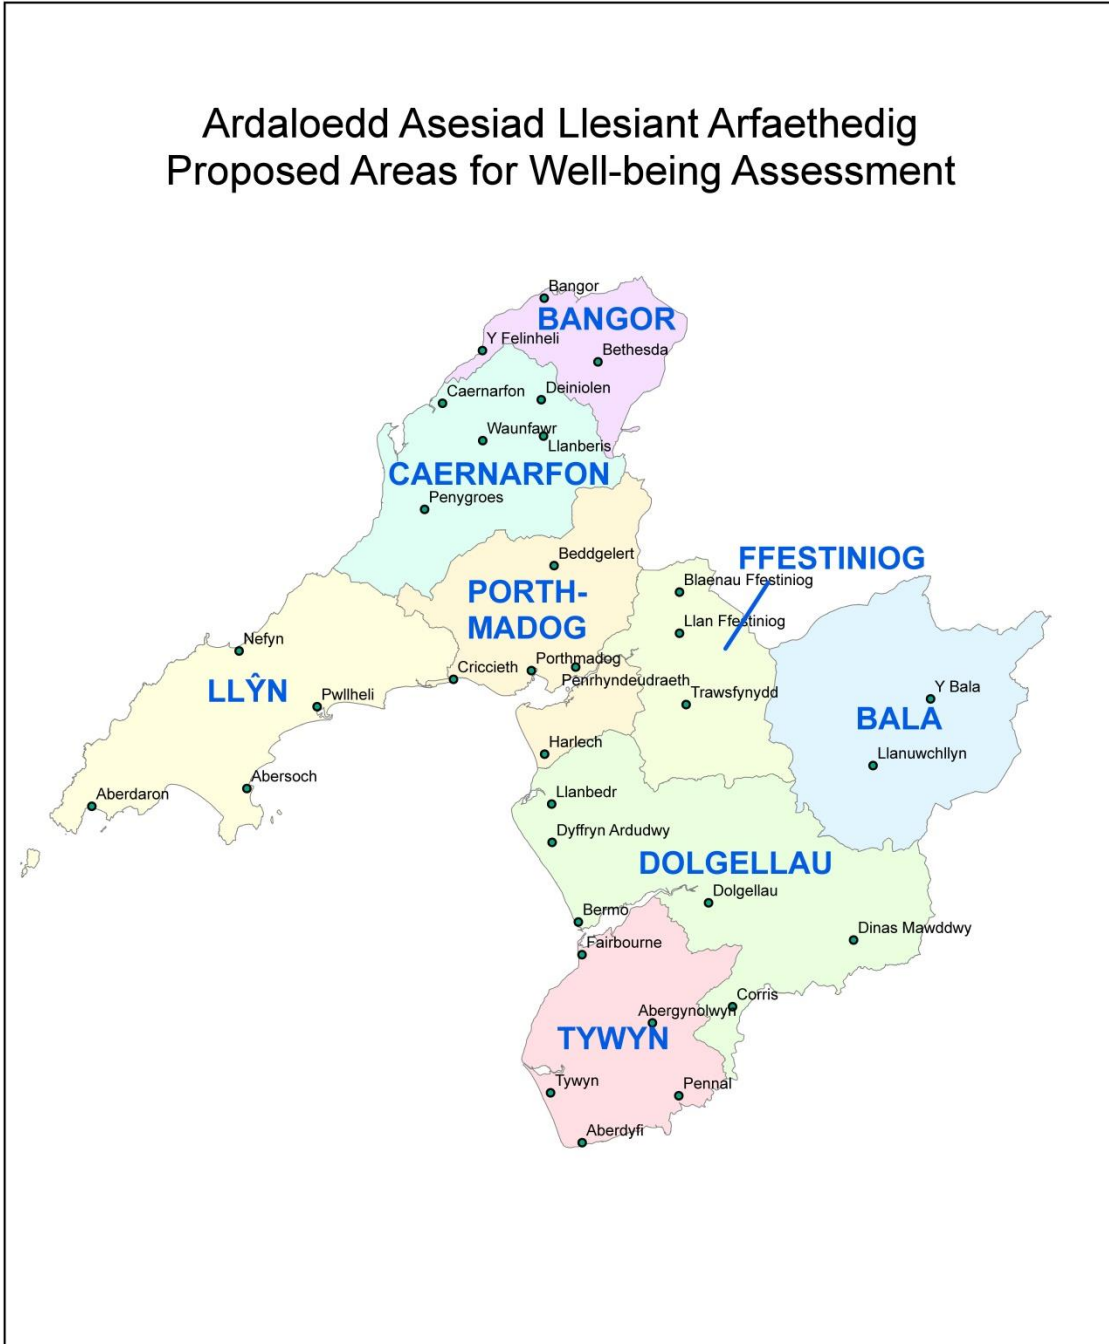 Ardaloedd Asesiad Llesiant Arfaethedig
Proposed Areas for Well-being Assessment
Bangor
BANGOR
Y Felinheli
Bethesda
Caernarfon
Deiniolen
Waunfawr
Llanberis
CAERNARFON
Penygroes
Beddgelert
FFESTINIOG
Blaenau Ffestiniog
PORTH-
MADOG
Llan Ffestiniog
Nefyn
Criccieth
Porthmadog
Penrhyndeudraeth
LLŶN
Pwllheli
Trawsfynydd
Y Bala
BALA
Harlech
Llanuwchllyn
Abersoch
Aberdaron
Llanbedr
Dyffryn Ardudwy
DOLGELLAU
Dolgellau
Bermo
Dinas Mawddwy
Fairbourne
Corris
Abergynolwyn
TYWYN
Tywyn
Pennal
Aberdyfi